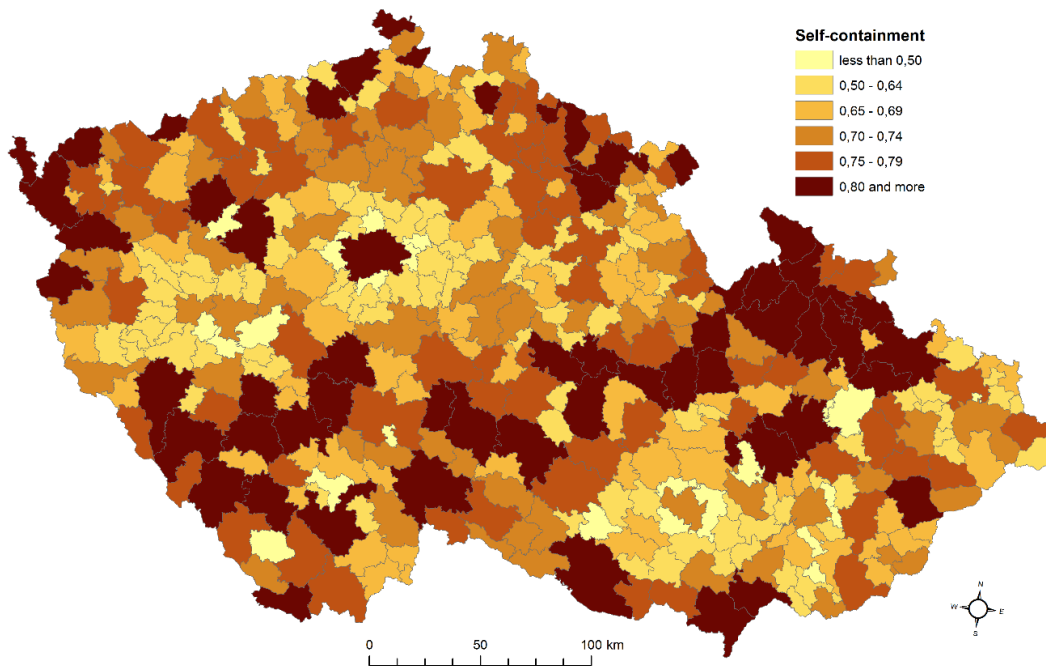 Self-containment
less than 0,50
0,50 - 0,64
0,65 - 0,69
0,70 - 0,74
0,75 - 0,79
0,80 and more
N
W E
S
0 50 100 km